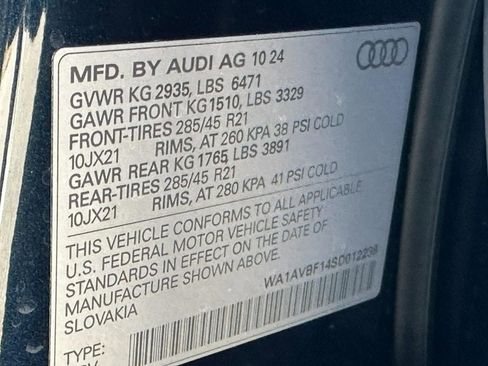 MFD. BY AUDI AG 10 24
GVWR KG 2935, LBS 6471
GAWR FRONT KG1510, LBS 3329
FRONT-TIRES 285/45 R21
10JX21 RIMS, AT 260 KPA 38 PSI COLD
GAWR REAR KG 1765 LBS 3891
REAR-TIRES 285/45 R21
10JX21 RIMS, AT 280 KPA 41 PSI COLD
THIS VEHICLE CONFORMS TO ALL APPLICABLE
U.S. FEDERAL MOTOR VEHICLE SAFETY
STANDARDS IN EFFECT ON THE DATE OF
MANUFACTURE SHOWN ABOVE.
WA1AVBF14SD012236
SLOVAKIA
TYPE: